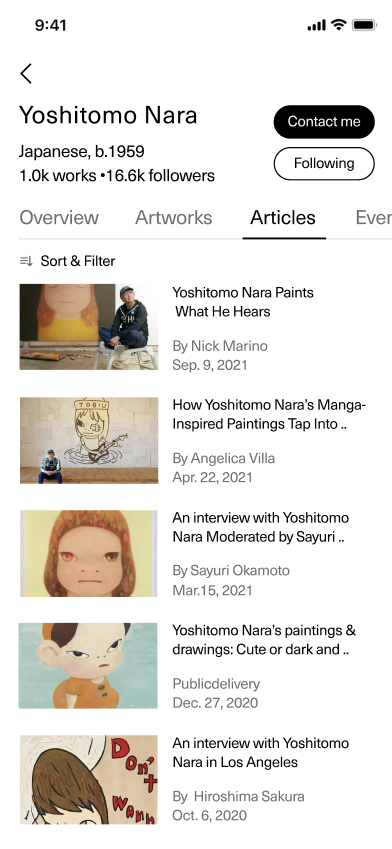 9:41
Yoshitomo Nara
Contact me
Japanese, b.1959
1.0k works •16.6k followers
Following
Overview Artworks Articles Ever
Sort & Filter
Yoshitomo Nara Paints
What He Hears
By Nick Marino
Sep. 9, 2021
TOBIU
How Yoshitomo Nara's Manga-
Inspired Paintings Tap Into ..
By Angelica Villa
Apr. 22, 2021
An interview with Yoshitomo
Nara Moderated by Sayuri ..
By Sayuri Okamoto
Mar.15, 2021
Yoshitomo Nara's paintings &
drawings: Cute or dark and ..
Publicdelivery
Dec. 27, 2020
Don't
Wann
An interview with Yoshitomo
Nara in Los Angeles
By Hiroshima Sakura
Oct. 6, 2020